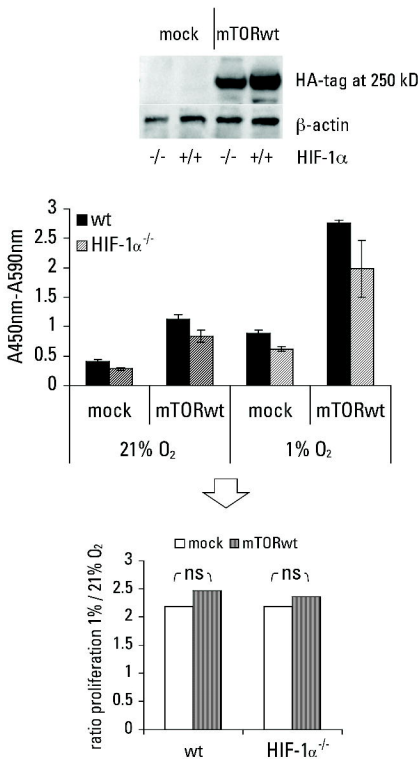 mock mTORwt
HA-tag at 250 kD
β-actin
-/- +/+ -/- +/+ HIF-1α
A450nm-A590nm
3
2.5
2
1.5
1
0.5
0
wt
HIF-1α-/-
mock mTORwt mock mTORwt
21% O2 1% O2
mock mTORwt
ratio proliferation 1% / 21% O2
3
2.5
2
1.5
1
0.5
0
ns ns
wt HIF-1α-/-